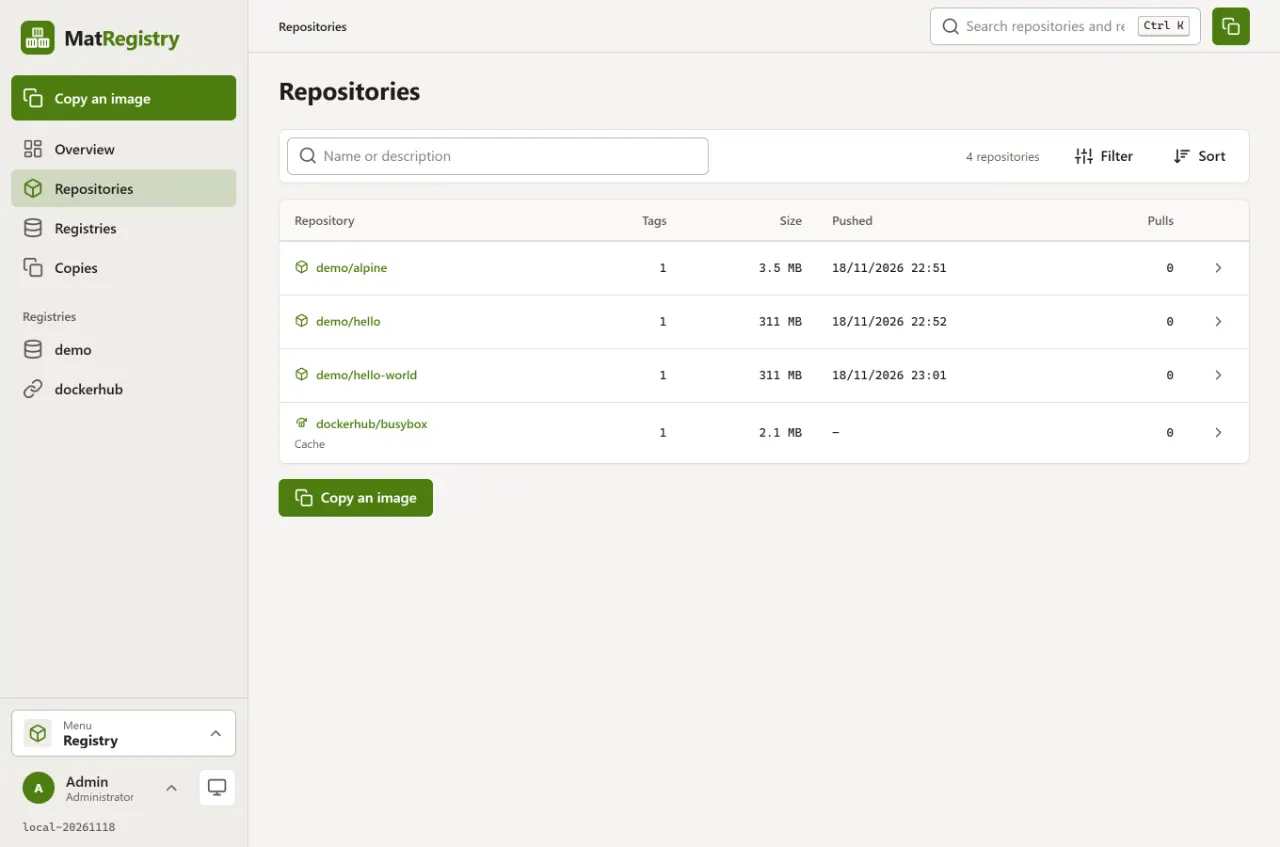 MatRegistry
Copy an image
Overview
Repositories
Registries
Copies
Registries
demo
dockerhub
Menu
Registry
A
Admin
Administrator
local-20261118
Repositories
Search repositories and re
Ctrl K
Repositories
Name or description
4 repositories
Filter
Sort
Repository Tags Size Pushed Pulls
demo/alpine 1 3.5 MB 18/11/2026 22:51 0
demo/hello 1 311 MB 18/11/2026 22:52 0
demo/hello-world 1 311 MB 18/11/2026 23:01 0
dockerhub/busybox 1 2.1 MB – 0
Cache
Copy an image